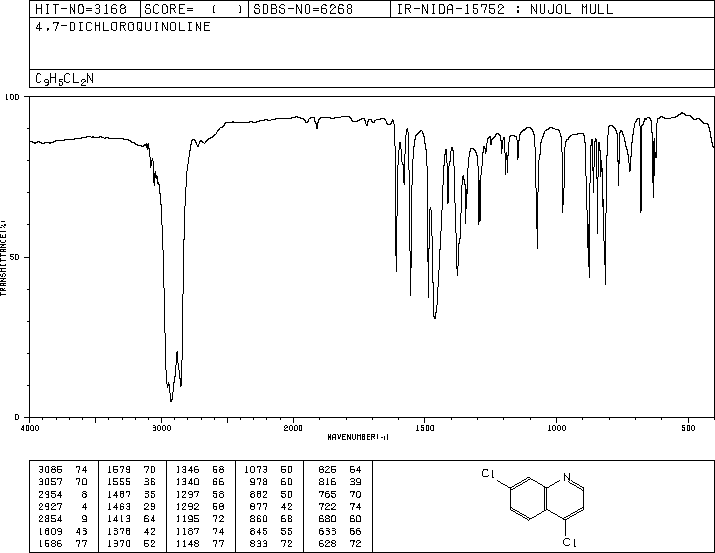 HIT-NO=3168 SCORE= ( ) SDBS-NO=6268 IR-NIDA-15752 : NUJOL MULL
4,7-DICHLOROQUINOLINE
C9H5CL2N
100
50
0
TRANSMITTANCE(%)
4000 3000 2000 1500 1000 500
WAVENUMBER(-1)
3085 74 1579 70 1346 58 1073 50 826 64
3057 70 1555 36 1340 66 978 60 816 39
2954 8 1487 35 1297 58 882 50 765 70
2927 4 1463 29 1292 58 877 42 722 74
2854 9 1413 64 1195 72 860 68 680 60
1609 43 1378 42 1187 74 845 55 633 66
1586 77 1370 52 1148 77 833 72 628 72
Cl
N
Cl